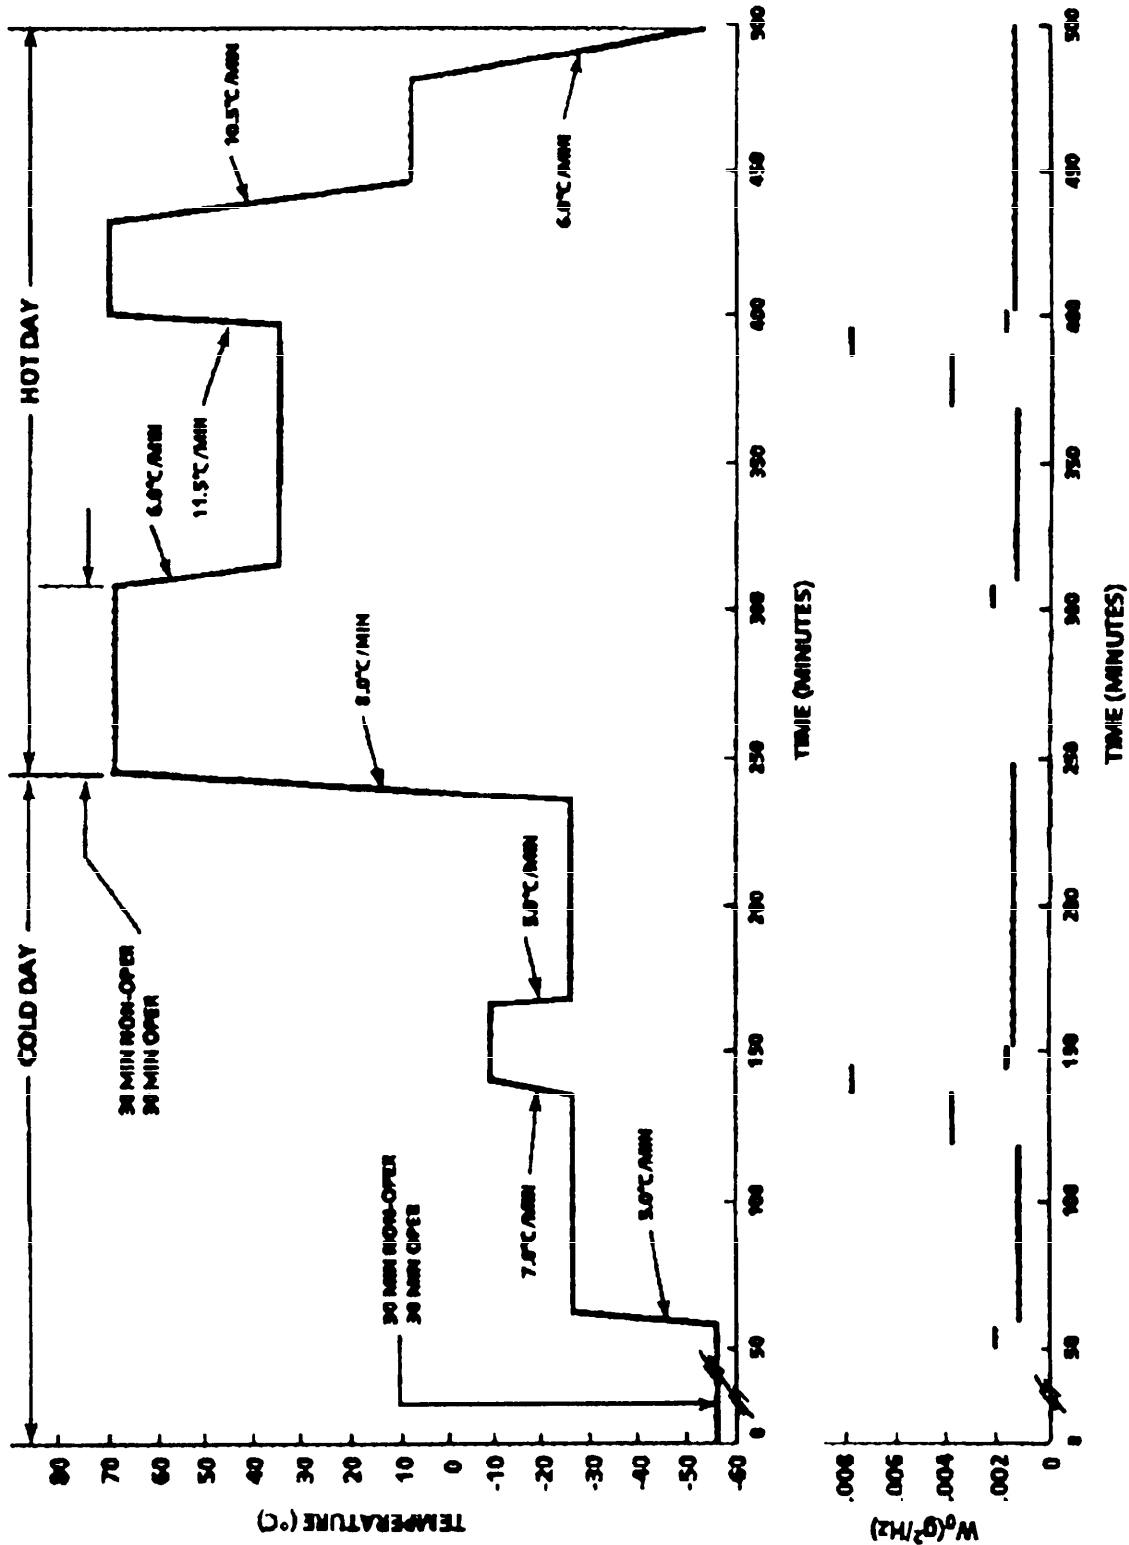 COLD DAY
HOT DAY
30 MIN NON-OPER
30 MIN OPER
6.0°C/MIN
11.5°C/MIN
10.5°C/MIN
8.0°C/MIN
30 MIN NON-OPER
30 MIN OPER
7.0°C/MIN
5.0°C/MIN
5.0°C/MIN
6.0°C/MIN
TEMPERATURE (°C)
80
70
60
50
40
30
20
10
0
-10
-20
-30
-40
-50
-60
0 50 100 150 200 250 300 350 400 450 500
TIME (MINUTES)
W₀(g²/Hz)
.008
.004
.002
0
0 50 100 150 200 250 300 350 400 450 500
TIME (MINUTES)